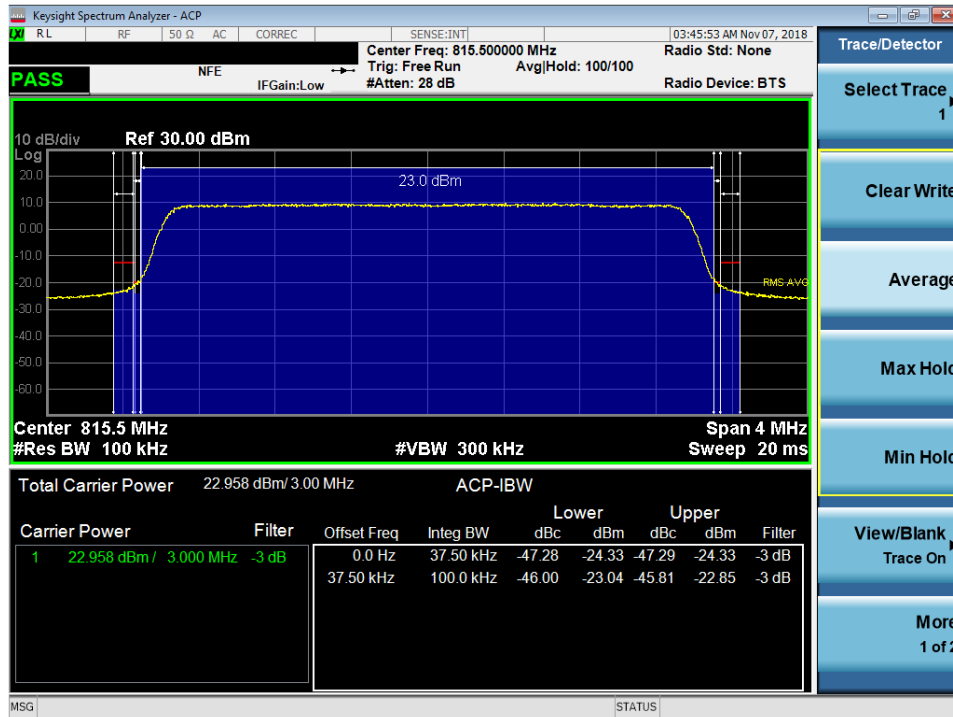 Keysight Spectrum Analyzer - ACP
LXI RL RF 50 Ω AC CORREC SENSE:INT 03:45:53 AM Nov 07, 2018
Center Freq: 815.500000 MHz Radio Std: None
PASS NFE Trig: Free Run Avg|Hold: 100/100
IFGain:Low #Atten: 28 dB Radio Device: BTS
10 dB/div Ref 30.00 dBm
Log
20.0
10.0
0.00
-10.0
-20.0
-30.0
-40.0
-50.0
-60.0
23.0 dBm
RMS AVG
Center 815.5 MHz Span 4 MHz
#Res BW 100 kHz #VBW 300 kHz Sweep 20 ms
Total Carrier Power 22.958 dBm/ 3.00 MHz ACP-IBW
Lower Upper
Carrier Power Filter Offset Freq Integ BW dBc dBm dBc dBm Filter
1 22.958 dBm / 3.000 MHz -3 dB 0.0 Hz 37.50 kHz -47.28 -24.33 -47.29 -24.33 -3 dB
37.50 kHz 100.0 kHz -46.00 -23.04 -45.81 -22.85 -3 dB
MSG STATUS
Trace/Detector
Select Trace
1
Clear Write
Average
Max Hold
Min Hold
View/Blank
Trace On
More
1 of 2